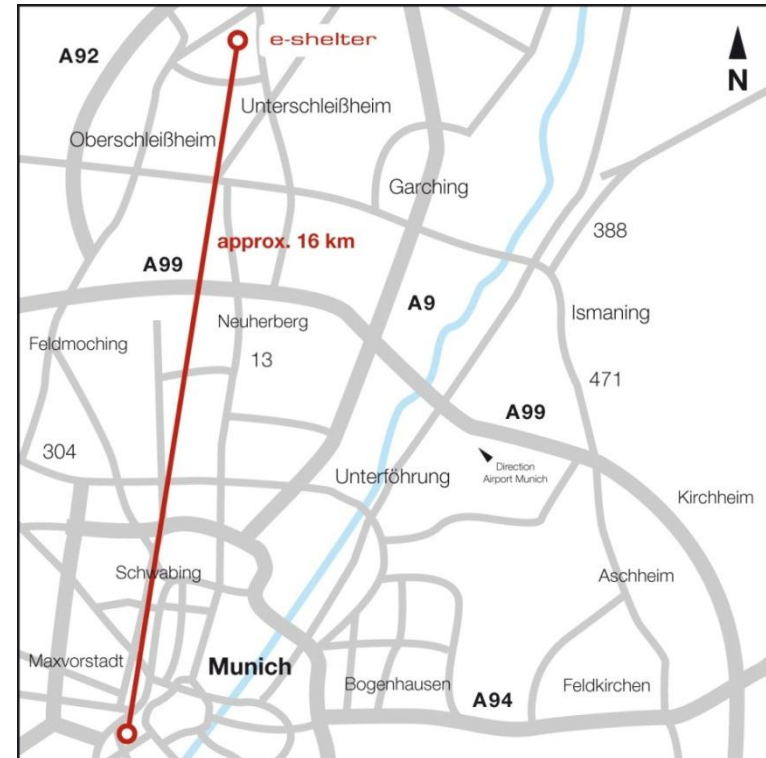 e-shelter
A92
N
Unterschleißheim
Oberschleißheim
Garching
388
approx. 16 km
A99
A9
Ismaning
Neuherberg
Feldmoching
13
471
A99
304
Direction
Airport Munich
Unterföhrung
Kirchheim
Schwabing
Aschheim
Maxvorstadt
Munich
Bogenhausen
Feldkirchen
A94